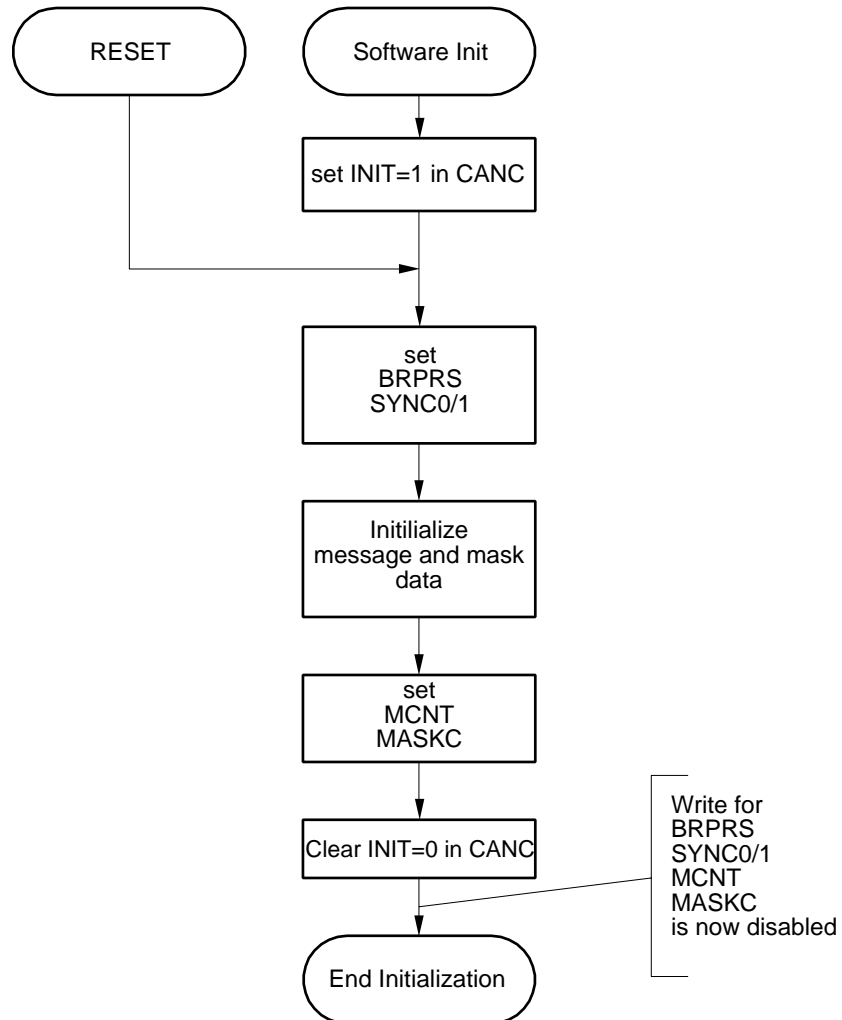 RESET
Software Init
set INIT=1 in CANC
set
BRPRS
SYNC0/1
Initilialize
message and mask
data
set
MCNT
MASKC
Clear INIT=0 in CANC
Write for
BRPRS
SYNC0/1
MCNT
MASKC
is now disabled
End Initialization